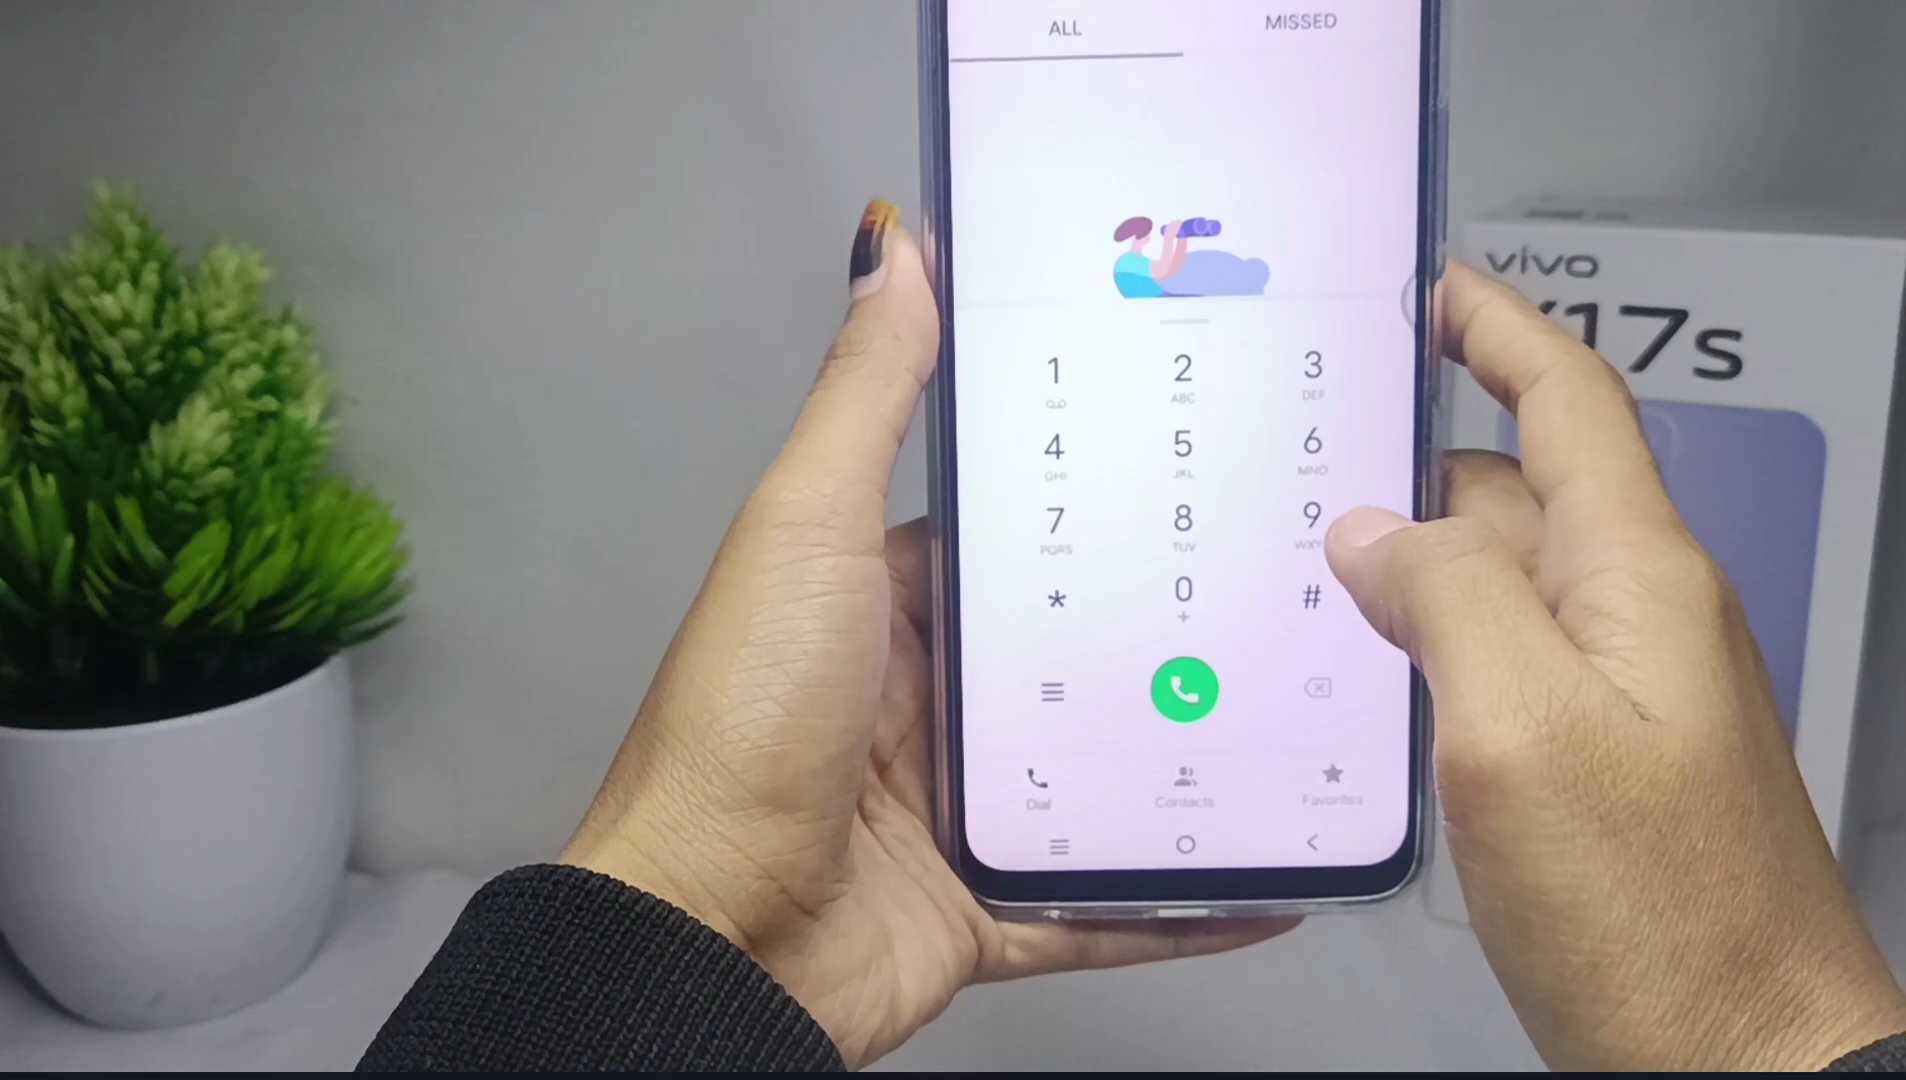 ALL MISSED
vivo
17s
1 2 3
ABC DEF
4 5 6
GHI JKL MNO
7 8 9
PQRS TUV WXY
* 0 #
+
Dial Contacts Favorites